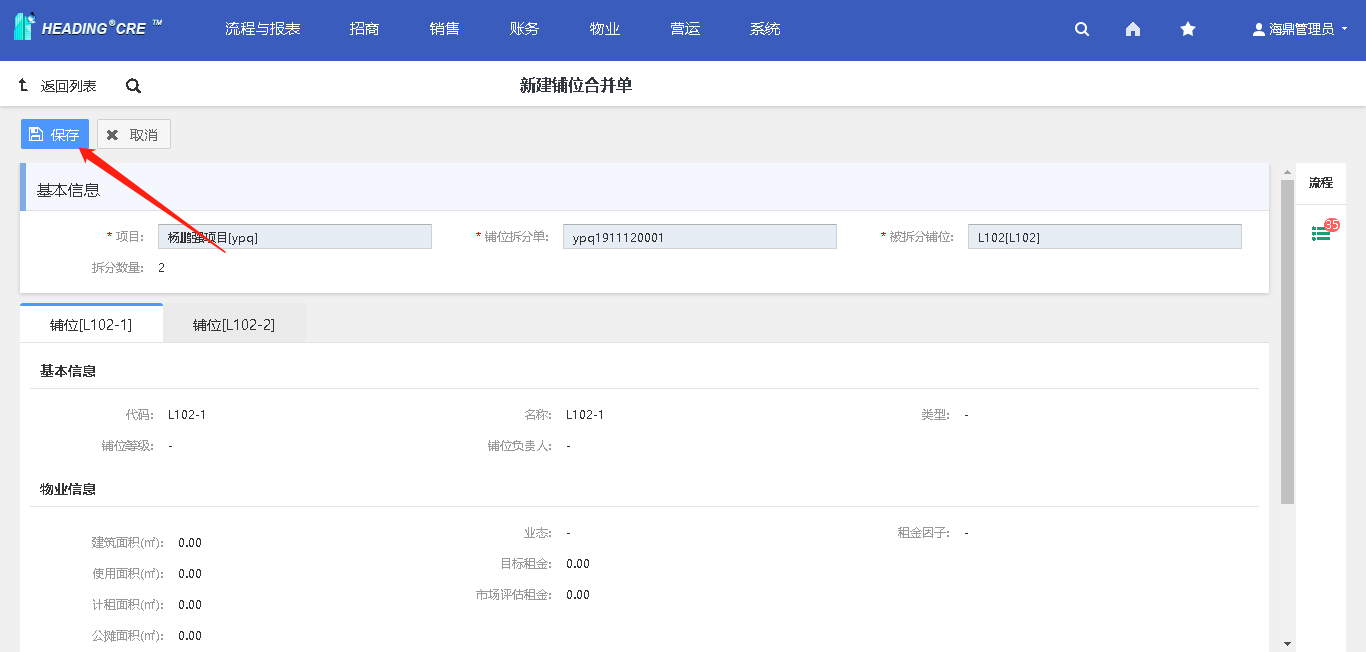 HEADING®CRE ™ 流程与报表 招商 销售 账务 物业 营运 系统 海鼎管理员
返回列表 新建铺位合并单
保存 取消
基本信息 流程
* 项目: 杨鹏强项目[ypq] * 铺位拆分单: ypq1911120001 * 被拆分铺位: L102[L102] 35
拆分数量: 2
铺位[L102-1] 铺位[L102-2]
基本信息
代码: L102-1 名称: L102-1 类型: -
铺位等级: - 铺位负责人: -
物业信息
建筑面积(㎡): 0.00 业态: - 租金因子: -
使用面积(㎡): 0.00 目标租金: 0.00
计租面积(㎡): 0.00 市场评估租金: 0.00
公摊面积(㎡): 0.00